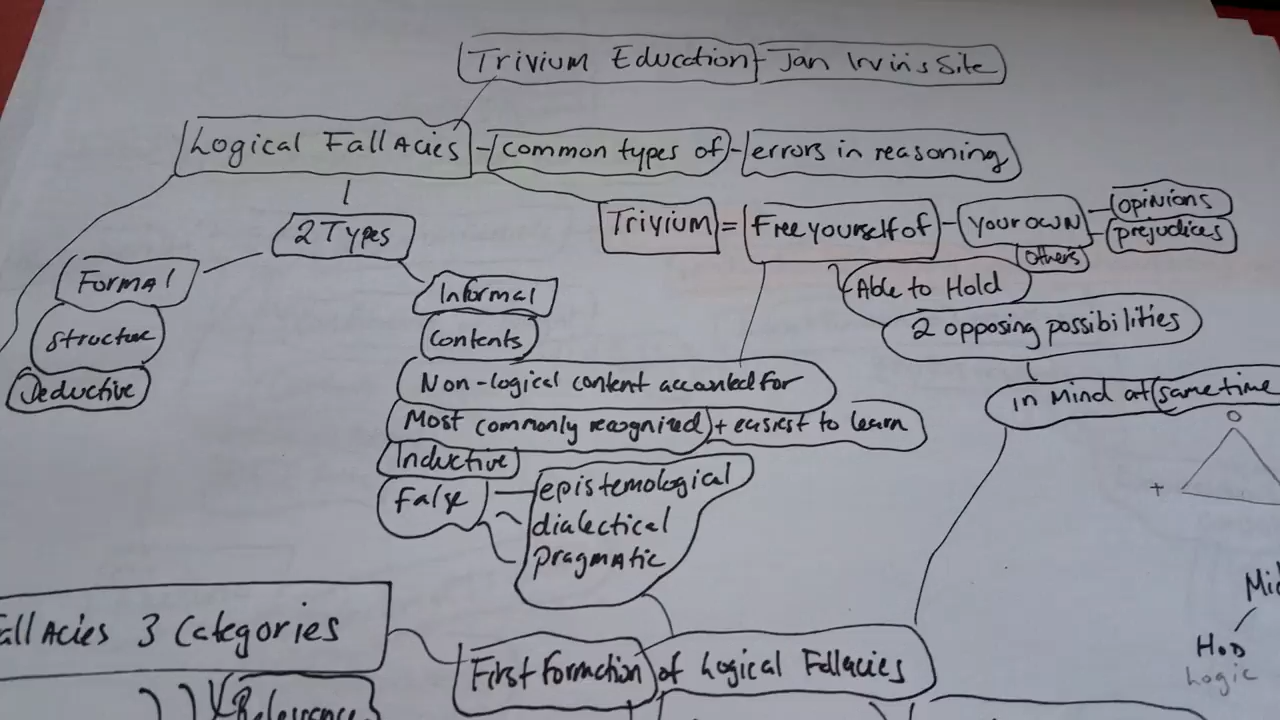 Trivium Education - Jan Irvin's Site
Logical Fallacies - common types of - errors in reasoning
2 Types
Trivium = Free yourself of - your own
opinions
prejudices
others
Formal
Structure
Deductive
Informal
Contents
Able to Hold
2 opposing possibilities
in Mind at same time
Non-logical content accounted for
Most commonly recognized + easiest to learn
Inductive
False
epistemological
dialectical
pragmatic
0
+
Fallacies 3 Categories
First Formation of Logical Fallacies
Hod
Logic
Relevance